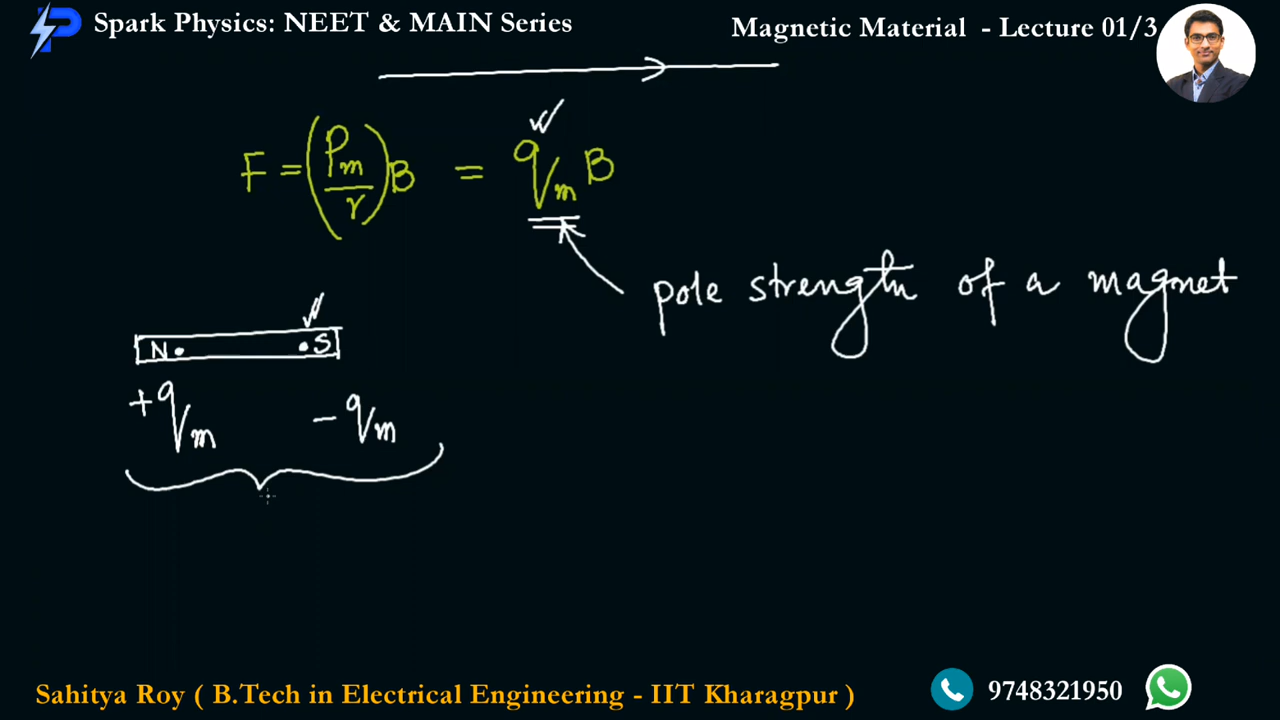 Spark Physics: NEET & MAIN Series
Magnetic Material - Lecture 01/3
F = (Pm/r) B = qm B
pole strength of a magnet
N S
+qm -qm
Sahitya Roy ( B.Tech in Electrical Engineering - IIT Kharagpur )
9748321950